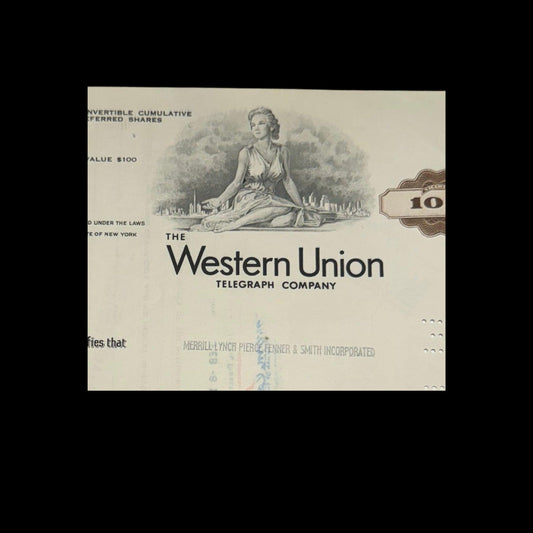 NVERTIBLE CUMULATIVE
EFERRED SHARES
VALUE $100
D UNDER THE LAWS
TE OF NEW YORK
THE
Western Union
TELEGRAPH COMPANY
10
fies that
MERRILL LYNCH PIERCE FENNER & SMITH INCORPORATED